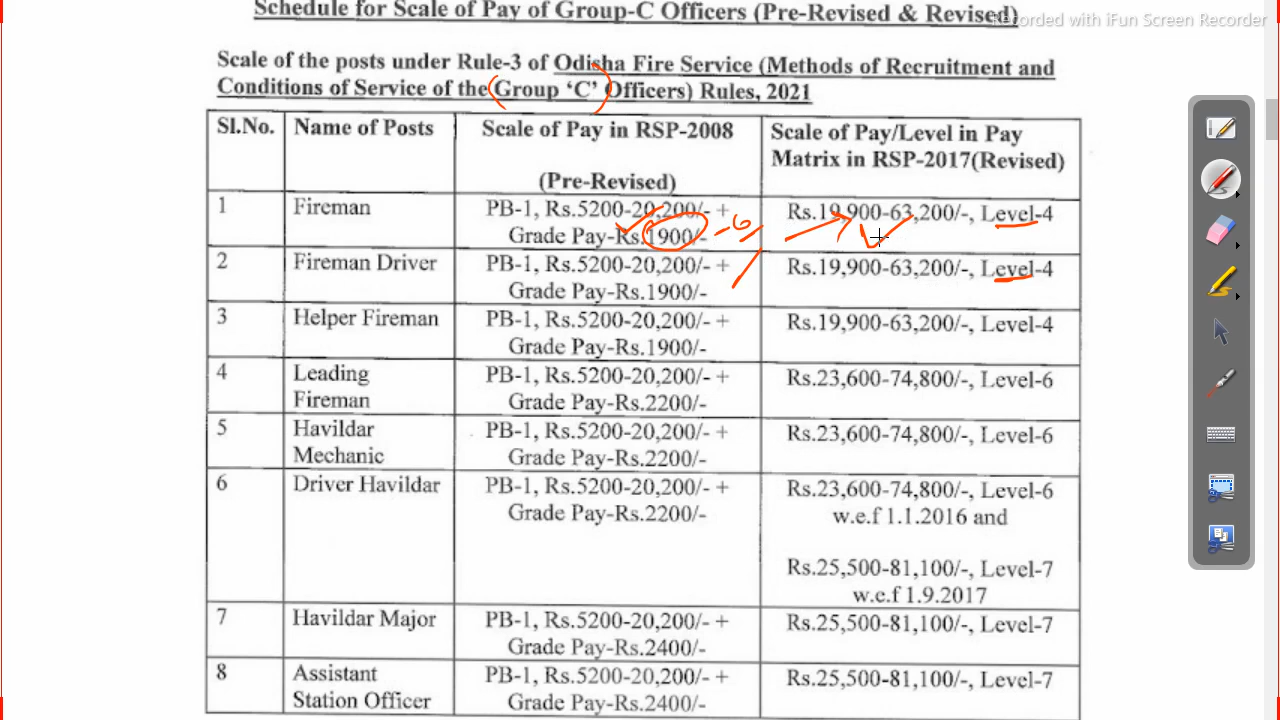 Schedule for Scale of Pay of Group-C Officers (Pre-Revised & Revised)
Recorded with iFun Screen Recorder
Scale of the posts under Rule-3 of Odisha Fire Service (Methods of Recruitment and
Conditions of Service of the Group ‘C’ Officers) Rules, 2021
Sl.No. Name of Posts Scale of Pay in RSP-2008 Scale of Pay/Level in Pay
Matrix in RSP-2017(Revised)
(Pre-Revised)
1 Fireman PB-1, Rs.5200-20,200/- + Rs.19,900-63,200/-, Level-4
Grade Pay-Rs.1900/-
2 Fireman Driver PB-1, Rs.5200-20,200/- + Rs.19,900-63,200/-, Level-4
Grade Pay-Rs.1900/-
3 Helper Fireman PB-1, Rs.5200-20,200/- + Rs.19,900-63,200/-, Level-4
Grade Pay-Rs.1900/-
4 Leading PB-1, Rs.5200-20,200/- + Rs.23,600-74,800/-, Level-6
Fireman Grade Pay-Rs.2200/-
5 Havildar PB-1, Rs.5200-20,200/- + Rs.23,600-74,800/-, Level-6
Mechanic Grade Pay-Rs.2200/-
6 Driver Havildar PB-1, Rs.5200-20,200/- + Rs.23,600-74,800/-, Level-6
Grade Pay-Rs.2200/- w.e.f 1.1.2016 and
Rs.25,500-81,100/-, Level-7
w.e.f 1.9.2017
7 Havildar Major PB-1, Rs.5200-20,200/- + Rs.25,500-81,100/-, Level-7
Grade Pay-Rs.2400/-
8 Assistant PB-1, Rs.5200-20,200/- + Rs.25,500-81,100/-, Level-7
Station Officer Grade Pay-Rs.2400/-